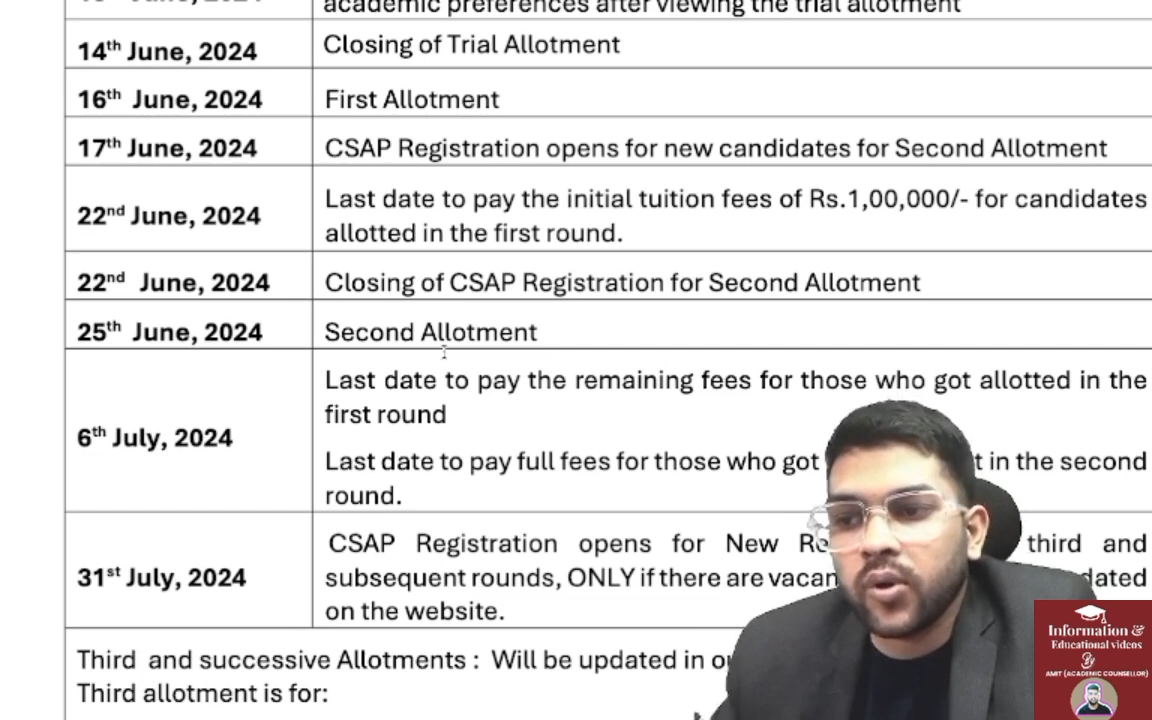 academic preferences after viewing the trial allotment
14th June, 2024
Closing of Trial Allotment
16th June, 2024
First Allotment
17th June, 2024
CSAP Registration opens for new candidates for Second Allotment
22nd June, 2024
Last date to pay the initial tuition fees of Rs.1,00,000/- for candidates
allotted in the first round.
22nd June, 2024
Closing of CSAP Registration for Second Allotment
25th June, 2024
Second Allotment
6th July, 2024
Last date to pay the remaining fees for those who got allotted in the
first round
Last date to pay full fees for those who got in the second
round.
31st July, 2024
CSAP Registration opens for New third and
subsequent rounds, ONLY if there are
on the website.
Third and successive Allotments : Will be updated in
Third allotment is for:
Information &
Educational videos
By
AMIT (ACADEMIC COUNSELLOR)